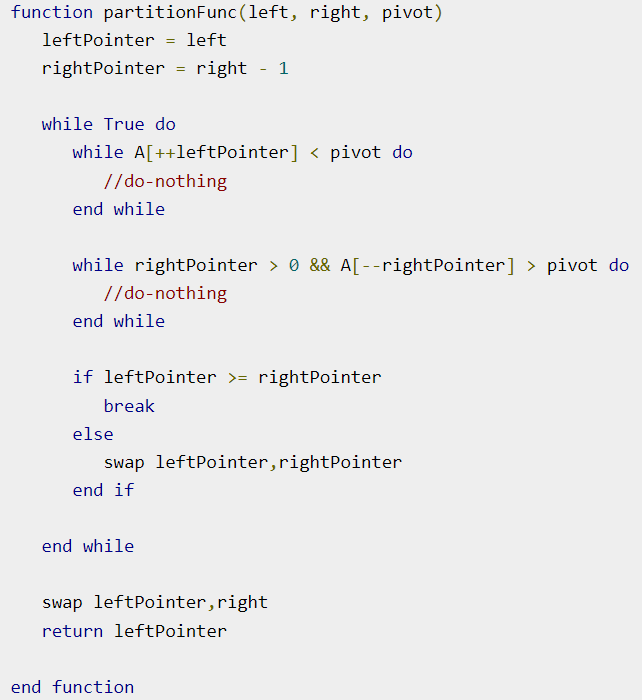 function partitionFunc(left, right, pivot)
   leftPointer = left
   rightPointer = right - 1

   while True do
      while A[++leftPointer] < pivot do
         //do-nothing
      end while

      while rightPointer > 0 && A[--rightPointer] > pivot do
         //do-nothing
      end while

      if leftPointer >= rightPointer
         break
      else
         swap leftPointer,rightPointer
      end if

   end while

   swap leftPointer,right
   return leftPointer

end function